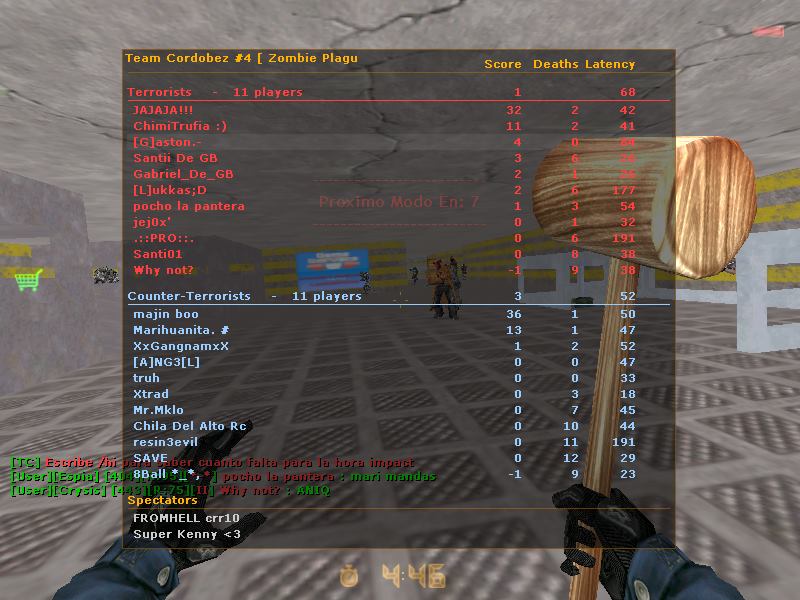 Team Cordobez #4 [ Zombie Plagu
Score Deaths Latency
Terrorists - 11 players 1 68
JAJAJA!!! 32 2 42
ChimiTrufia :) 11 2 41
[G]aston.- 4 0
Santii De GB 3 6
Gabriel_De_GB 2 1
[L]ukkas;D 2 6 177
pocho la pantera 1 3 54
Proximo Modo En: 7
jej0x' 0 1 32
.::PRO::. 0 6 191
Santi01 0 8 38
Why not? -1 9 38
Counter-Terrorists - 11 players 3 52
majin boo 36 1 50
Marihuanita. # 13 1 47
XxGangnamxX 1 2 52
[A]NG3[L] 0 0 47
truh 0 0 33
Xtrad 0 3 18
Mr.Mklo 0 7 45
Chila Del Alto Rc 0 10 44
resin3evil 0 11 191
SAVE 0 12 29
8Ball *.*, -1 9 23
[TC] Escribe /hi para saber cuanto falta para la hora impact
[User][Espia] pocho la pantera : mari mandas
[User][Crysis] Why not? : ANIQ
Spectators
FROMHELL crr10
Super Kenny <3
4:46